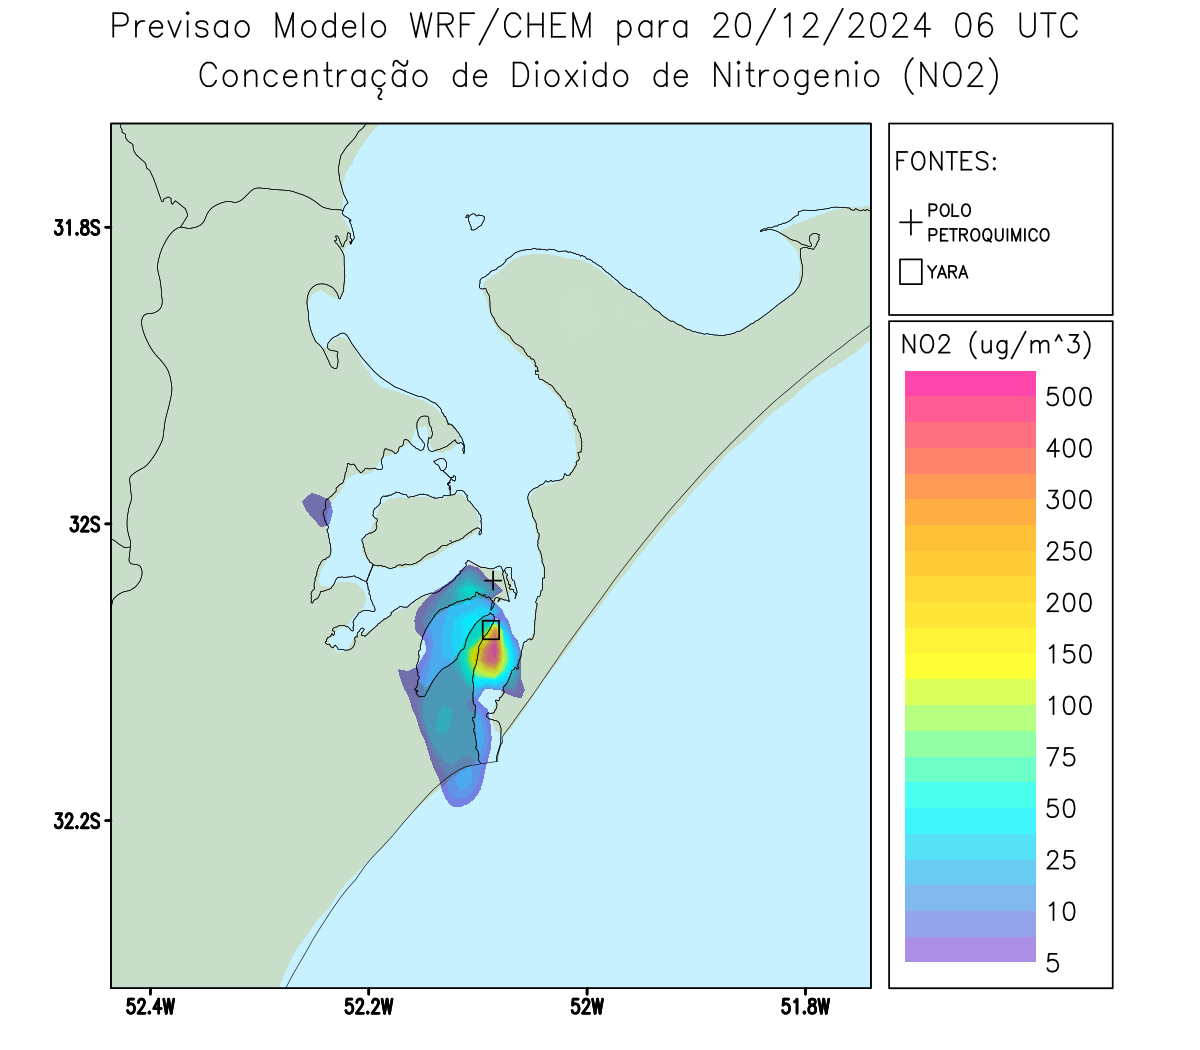 Previsao Modelo WRF/CHEM para 20/12/2024 06 UTC
Concentração de Dioxido de Nitrogenio (NO2)
FONTES:
POLO
PETROQUIMICO
YARA
NO2 (ug/m^3)
500
400
300
250
200
150
100
75
50
25
10
5
31.8S
32S
32.2S
52.4W
52.2W
52W
51.8W